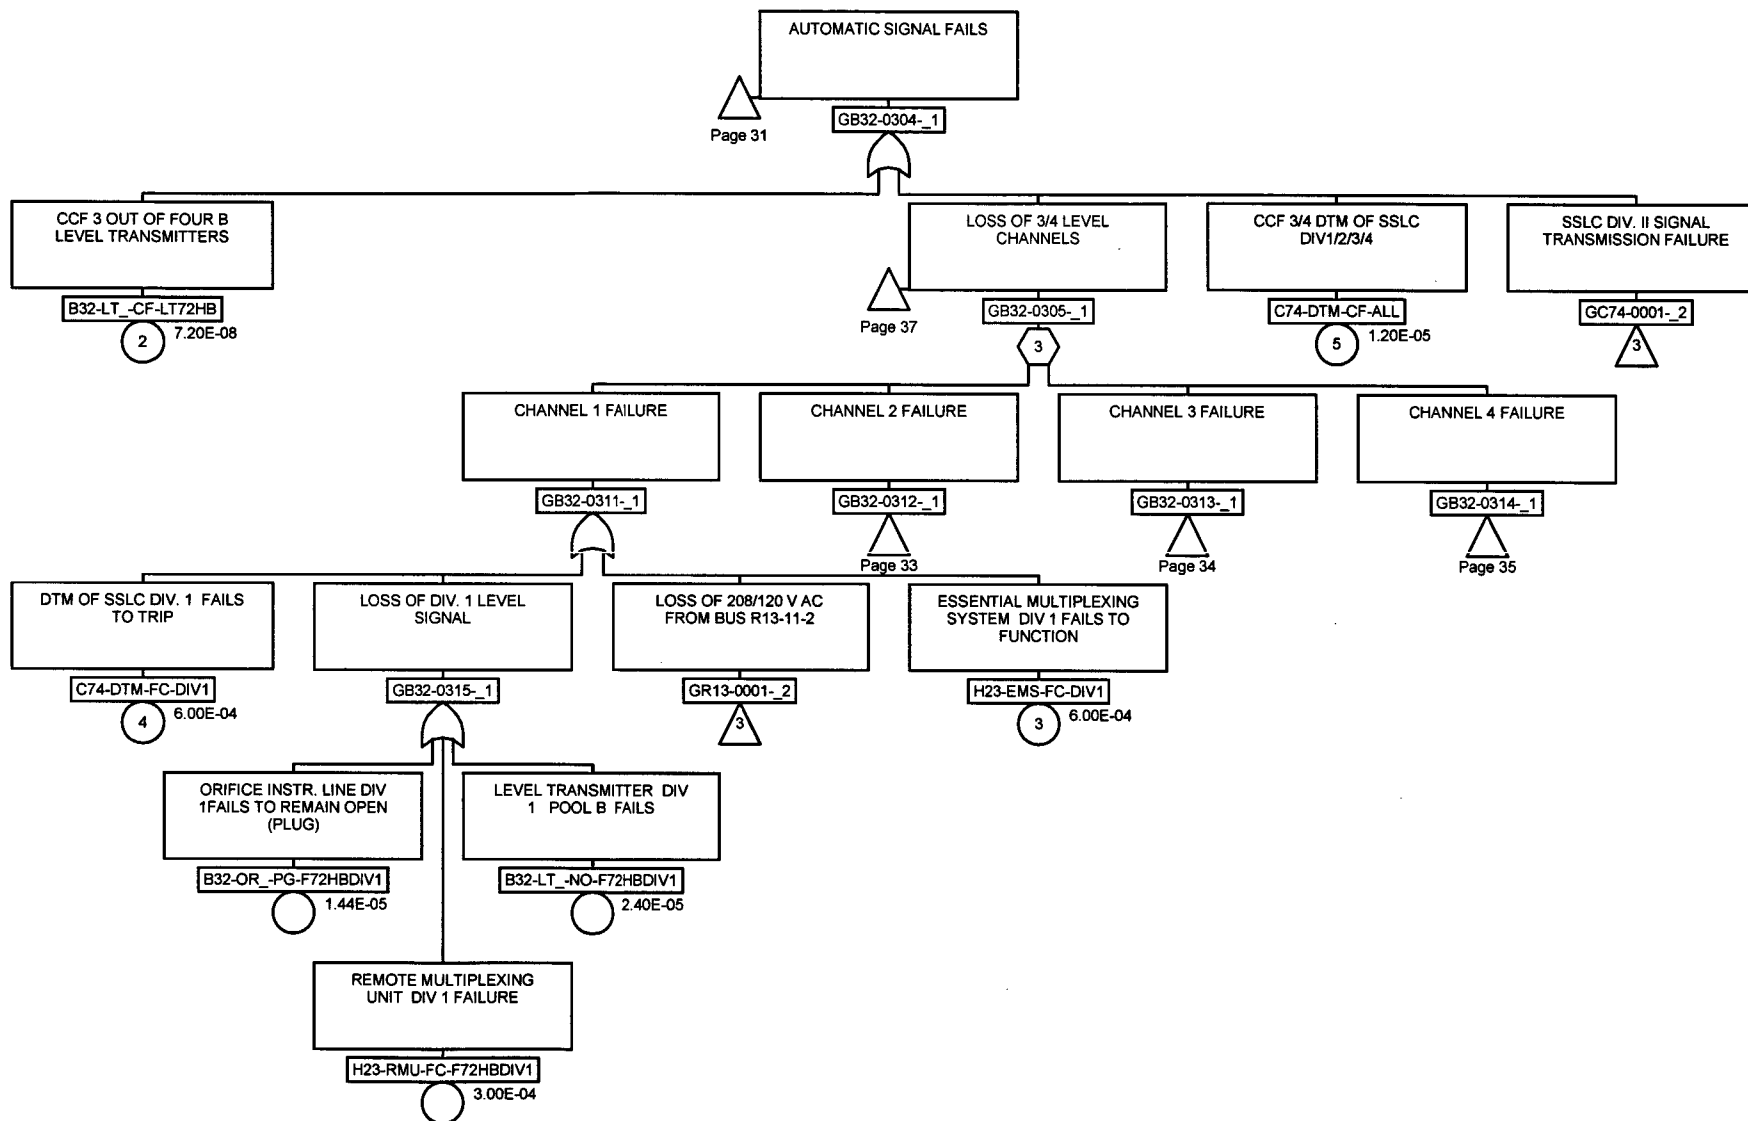 AUTOMATIC SIGNAL FAILS
Page 31
GB32-0304-_1
CCF 3 OUT OF FOUR B
LEVEL TRANSMITTERS
B32-LT_-CF-LT72HB
2
7.20E-08
LOSS OF 3/4 LEVEL
CHANNELS
Page 37
GB32-0305-_1
3
CCF 3/4 DTM OF SSLC
DIV1/2/3/4
C74-DTM-CF-ALL
5
1.20E-05
SSLC DIV. II SIGNAL
TRANSMISSION FAILURE
GC74-0001-_2
3
CHANNEL 1 FAILURE
GB32-0311-_1
CHANNEL 2 FAILURE
GB32-0312-_1
Page 33
CHANNEL 3 FAILURE
GB32-0313-_1
Page 34
CHANNEL 4 FAILURE
GB32-0314-_1
Page 35
DTM OF SSLC DIV. 1 FAILS
TO TRIP
C74-DTM-FC-DIV1
4
6.00E-04
LOSS OF DIV. 1 LEVEL
SIGNAL
GB32-0315-_1
LOSS OF 208/120 V AC
FROM BUS R13-11-2
GR13-0001-_2
3
ESSENTIAL MULTIPLEXING
SYSTEM DIV 1 FAILS TO
FUNCTION
H23-EMS-FC-DIV1
3
6.00E-04
ORIFICE INSTR. LINE DIV
1FAILS TO REMAIN OPEN
(PLUG)
B32-OR_-PG-F72HBDIV1
1.44E-05
LEVEL TRANSMITTER DIV
1 POOL B FAILS
B32-LT_-NO-F72HBDIV1
2.40E-05
REMOTE MULTIPLEXING
UNIT DIV 1 FAILURE
H23-RMU-FC-F72HBDIV1
3.00E-04